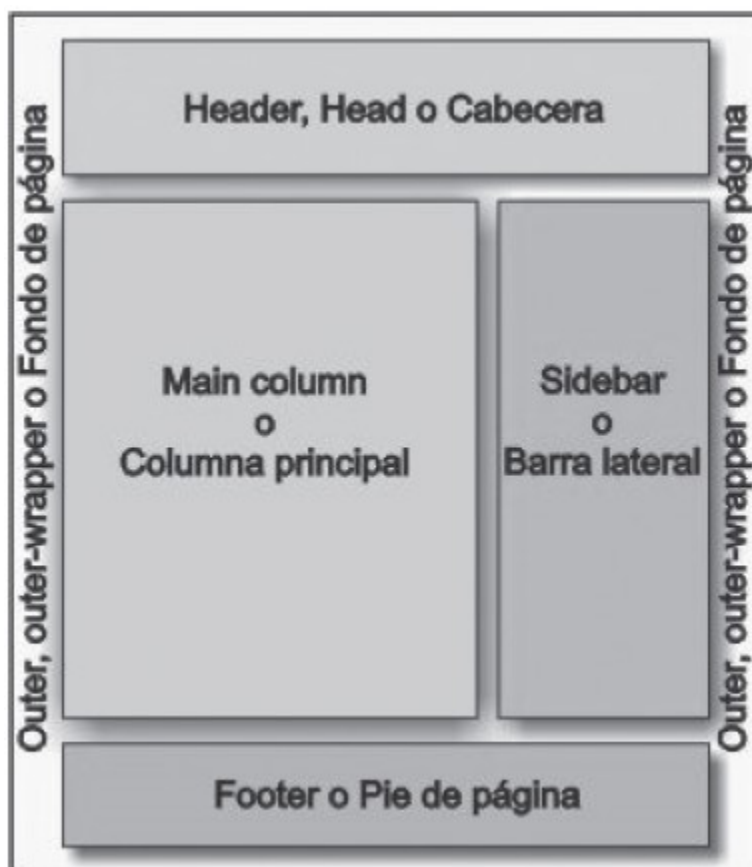 Header, Head o Cabecera
Outer, outer-wrapper o Fondo de página
Main column
o
Columna principal
Sidebar
o
Barra lateral
Outer, outer-wrapper o Fondo de página
Footer o Pie de página